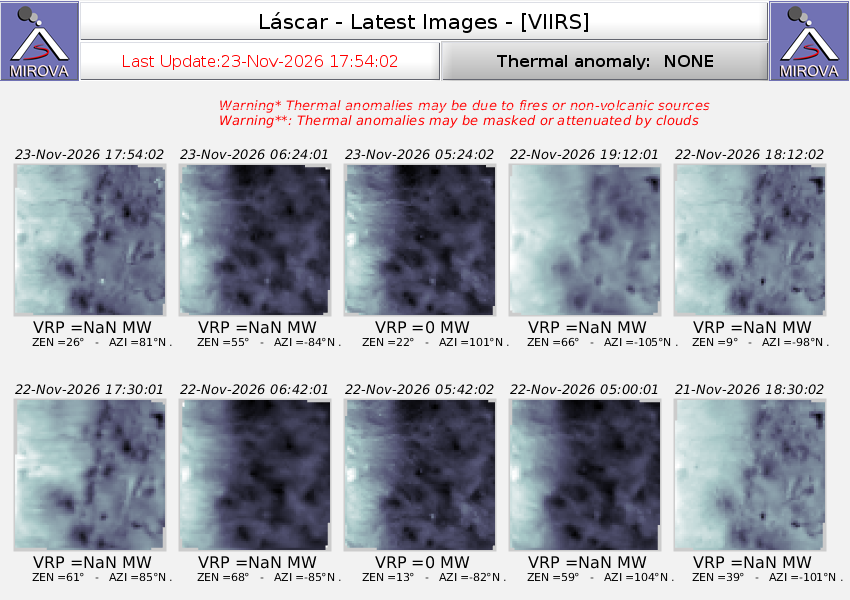 Láscar - Latest Images - [VIIRS]
MIROVA
Last Update:23-Nov-2026 17:54:02
Thermal anomaly: NONE
MIROVA
Warning* Thermal anomalies may be due to fires or non-volcanic sources
Warning**: Thermal anomalies may be masked or attenuated by clouds
23-Nov-2026 17:54:02 23-Nov-2026 06:24:01 23-Nov-2026 05:24:02 22-Nov-2026 19:12:01 22-Nov-2026 18:12:02
VRP =NaN MW VRP =NaN MW VRP =0 MW VRP =NaN MW VRP =NaN MW
ZEN =26° - AZI =81°N . ZEN =55° - AZI =-84°N . ZEN =22° - AZI =101°N . ZEN =66° - AZI =-105°N . ZEN =9° - AZI =-98°N .
22-Nov-2026 17:30:01 22-Nov-2026 06:42:01 22-Nov-2026 05:42:02 22-Nov-2026 05:00:01 21-Nov-2026 18:30:02
VRP =NaN MW VRP =NaN MW VRP =0 MW VRP =NaN MW VRP =NaN MW
ZEN =61° - AZI =85°N . ZEN =68° - AZI =-85°N . ZEN =13° - AZI =-82°N . ZEN =59° - AZI =104°N . ZEN =39° - AZI =-101°N .